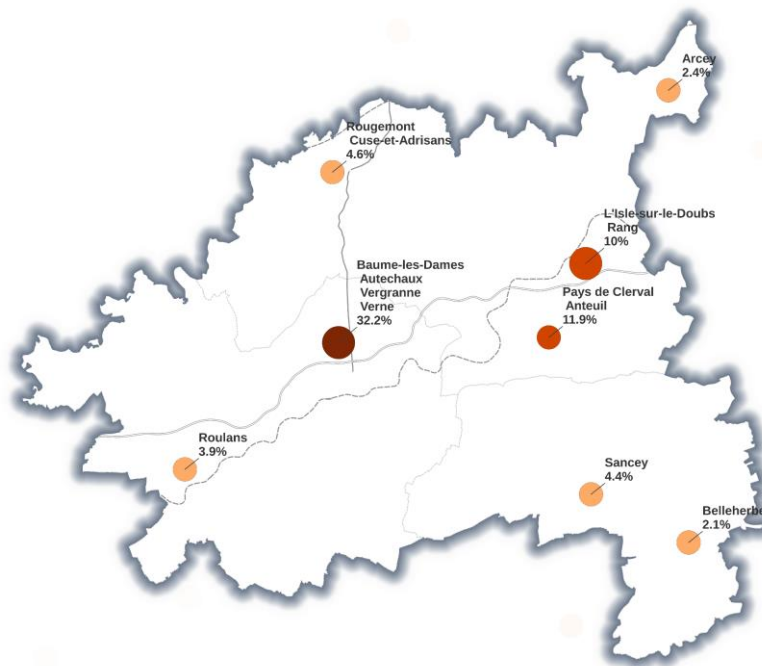 Arcey
2.4%
Rougemont
Cuse-et-Adrisans
4.6%
L'Isle-sur-le-Doubs
Rang
10%
Baume-les-Dames
Autechaux
Vergranne
Verne
32.2%
Pays de Clerval
Anteuil
11.9%
Roulans
3.9%
Sancey
4.4%
Belleherbe
2.1%